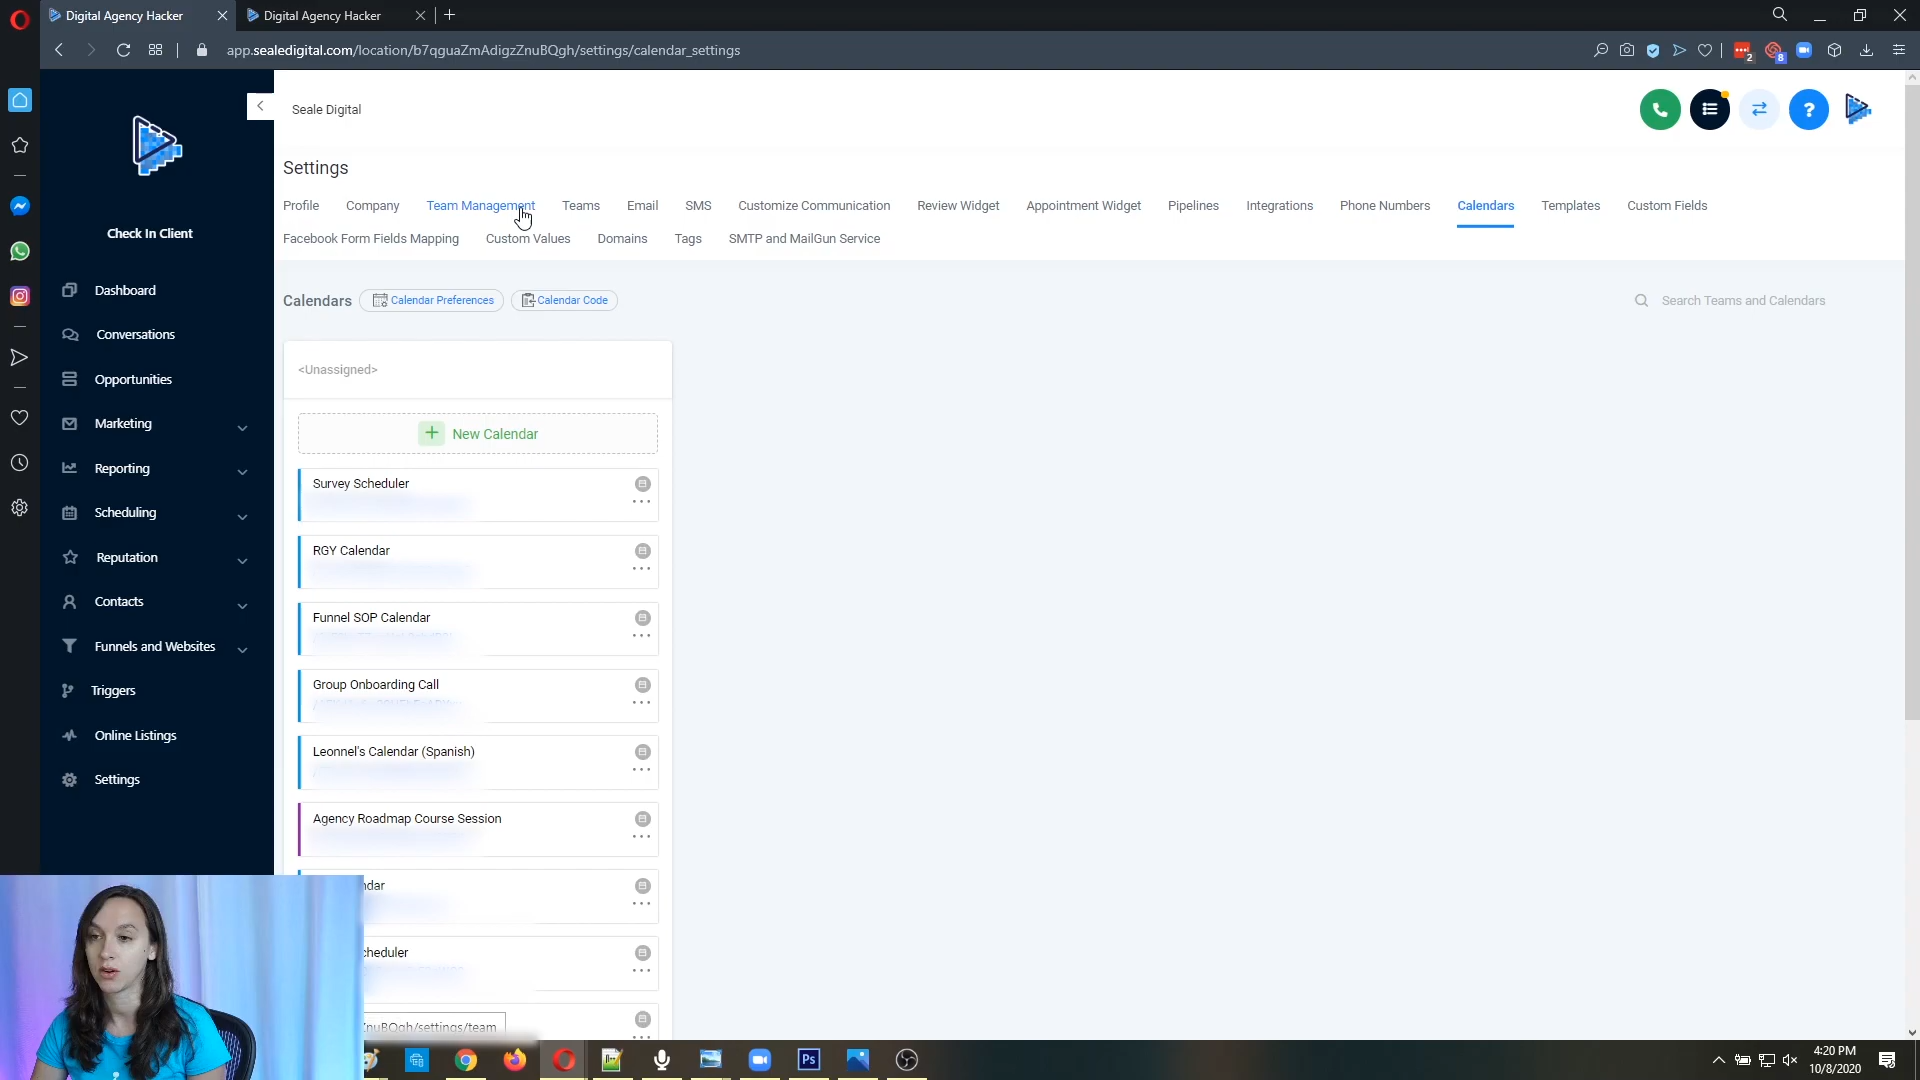 Digital Agency Hacker
Digital Agency Hacker
app.sealedigital.com/location/b7qguaZmAdigzZnuBQgh/settings/calendar_settings
2
8
Seale Digital
?
Settings
Profile Company Team Management Teams Email SMS Customize Communication Review Widget Appointment Widget Pipelines Integrations Phone Numbers Calendars Templates Custom Fields
Facebook Form Fields Mapping Custom Values Domains Tags SMTP and MailGun Service
Check In Client
Dashboard
Conversations
Opportunities
Marketing
Reporting
Scheduling
Reputation
Contacts
Funnels and Websites
Triggers
Online Listings
Settings
Calendars Calendar Preferences Calendar Code
Search Teams and Calendars
<Unassigned>
+ New Calendar
Survey Scheduler
RGY Calendar
Funnel SOP Calendar
Group Onboarding Call
Leonnel's Calendar (Spanish)
Agency Roadmap Course Session
ndar
cheduler
ZnuBQgh/settings/team
Ps
4:20 PM
10/8/2020